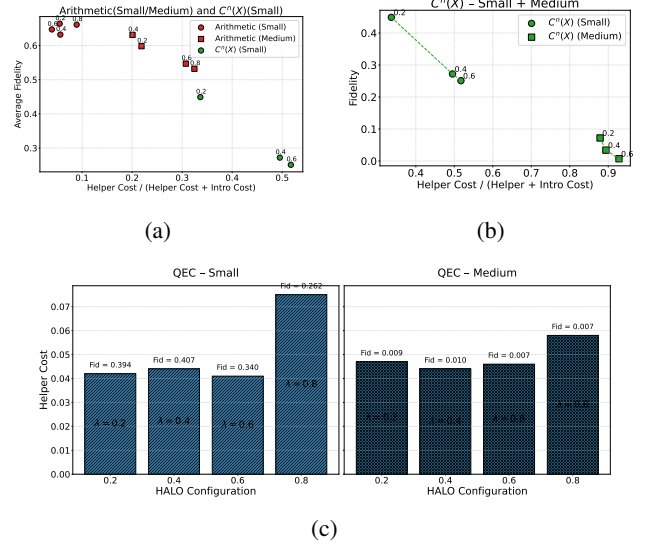 Arithmetic(Small/Medium) and Cⁿ(X)(Small)
0.6 0.2 0.8
0.4
Arithmetic (Small)
Arithmetic (Medium)
Cⁿ(X) (Small)
0.4
0.2
0.6
0.8
0.2
0.4
0.6
0.6
0.5
0.4
0.3
Average Fidelity
0.1 0.2 0.3 0.4 0.5
Helper Cost / (Helper Cost + Intro Cost)
(a)
Cⁿ(X) – Small + Medium
0.2
Cⁿ(X) (Small)
Cⁿ(X) (Medium)
0.4
0.6
0.2
0.4
0.6
0.4
0.3
0.2
0.1
0.0
Fidelity
0.4 0.5 0.6 0.7 0.8 0.9
Helper Cost / (Helper + Intro Cost)
(b)
QEC – Small
Fid = 0.394
Fid = 0.407
Fid = 0.340
Fid = 0.262
λ = 0.2
λ = 0.4
λ = 0.6
λ = 0.8
0.07
0.06
0.05
0.04
0.03
0.02
0.01
0.00
Helper Cost
0.2 0.4 0.6 0.8
HALO Configuration
QEC – Medium
Fid = 0.009
Fid = 0.010
Fid = 0.007
Fid = 0.007
λ = 0.2
λ = 0.4
λ = 0.6
λ = 0.8
0.2 0.4 0.6 0.8
HALO Configuration
(c)